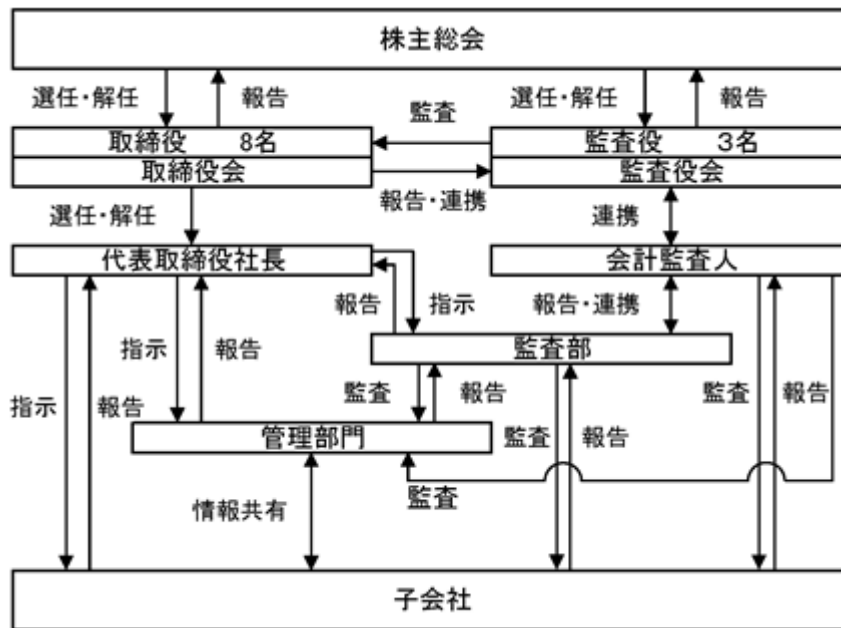 株主総会
選任・解任
報告
選任・解任
報告
監査
取締役 8名
監査役 3名
取締役会
監査役会
報告・連携
選任・解任
連携
代表取締役社長
会計監査人
報告
指示
報告・連携
監査部
指示
報告
監査
報告
監査
報告
指示
報告
管理部門
監査
報告
監査
情報共有
子会社